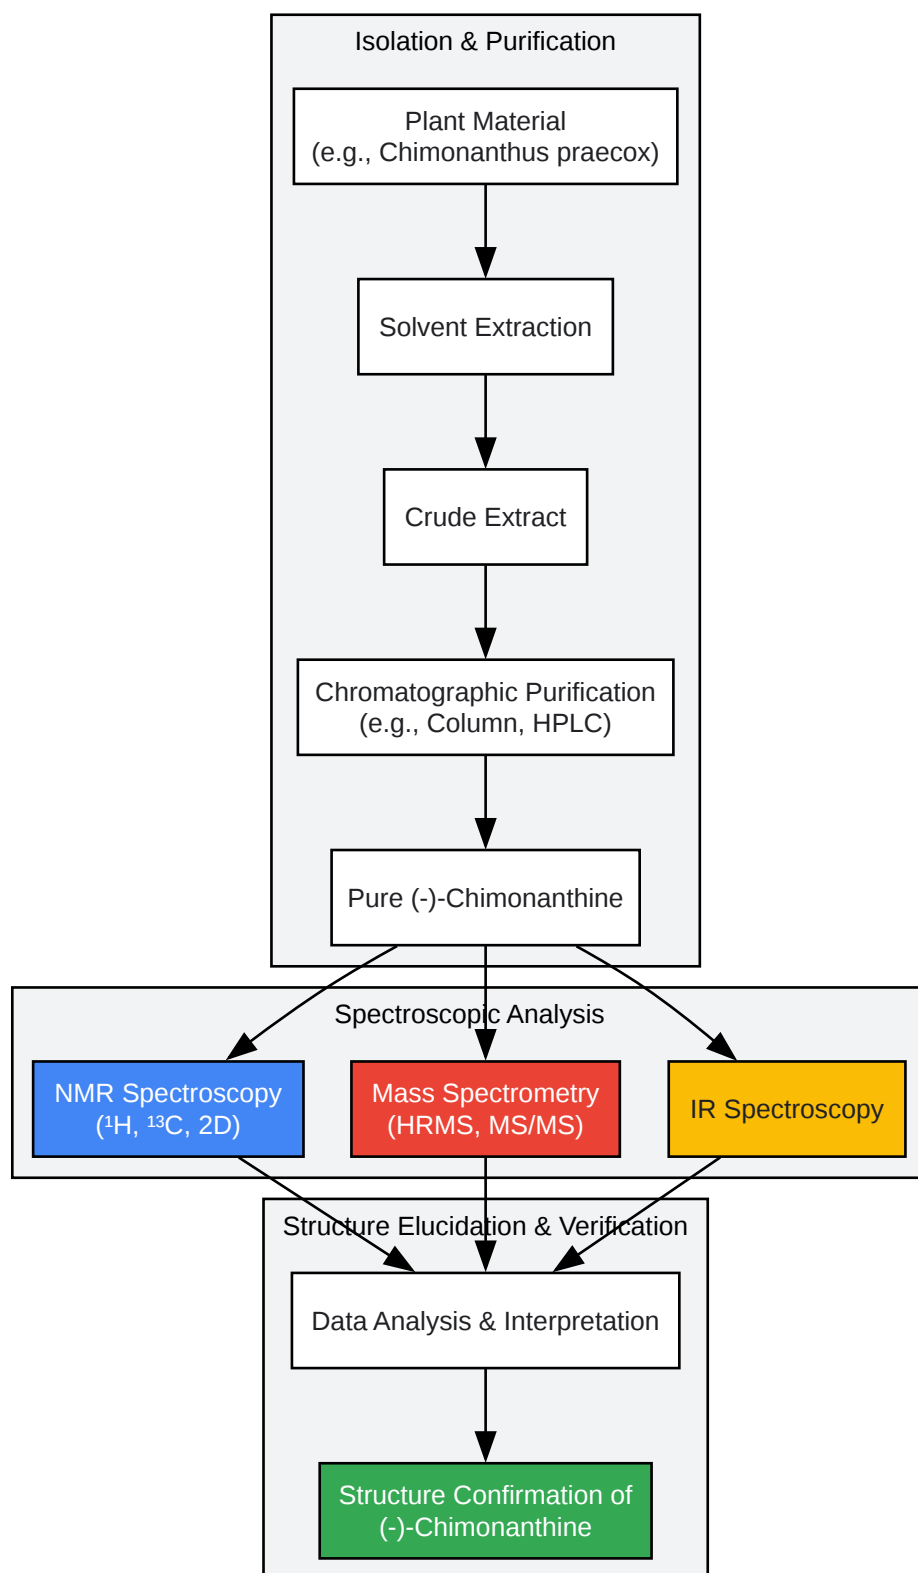 Isolation & Purification
Plant Material
(e.g., Chimonanthus praecox)
Solvent Extraction
Crude Extract
Chromatographic Purification
(e.g., Column, HPLC)
Pure (-)-Chimonanthine
Spectroscopic Analysis
NMR Spectroscopy
(¹H, ¹³C, 2D)
Mass Spectrometry
(HRMS, MS/MS)
IR Spectroscopy
Structure Elucidation & Verification
Data Analysis & Interpretation
Structure Confirmation of
(-)-Chimonanthine